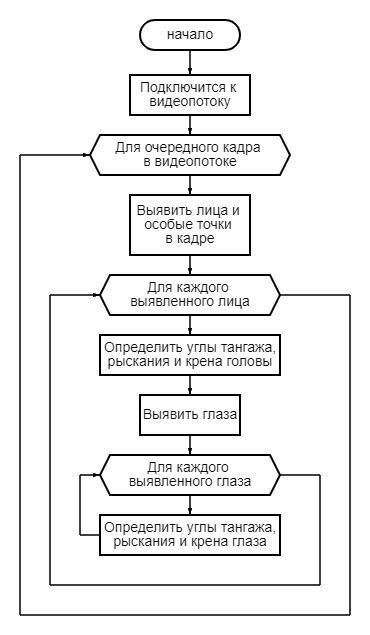 начало
Подключится к
видеопотоку
Для очередного кадра
в видеопотоке
Выявить лица и
особые точки
в кадре
Для каждого
выявленного лица
Определить углы тангажа,
рыскания и крена головы
Выявить глаза
Для каждого
выявленного глаза
Определить углы тангажа,
рыскания и крена глаза